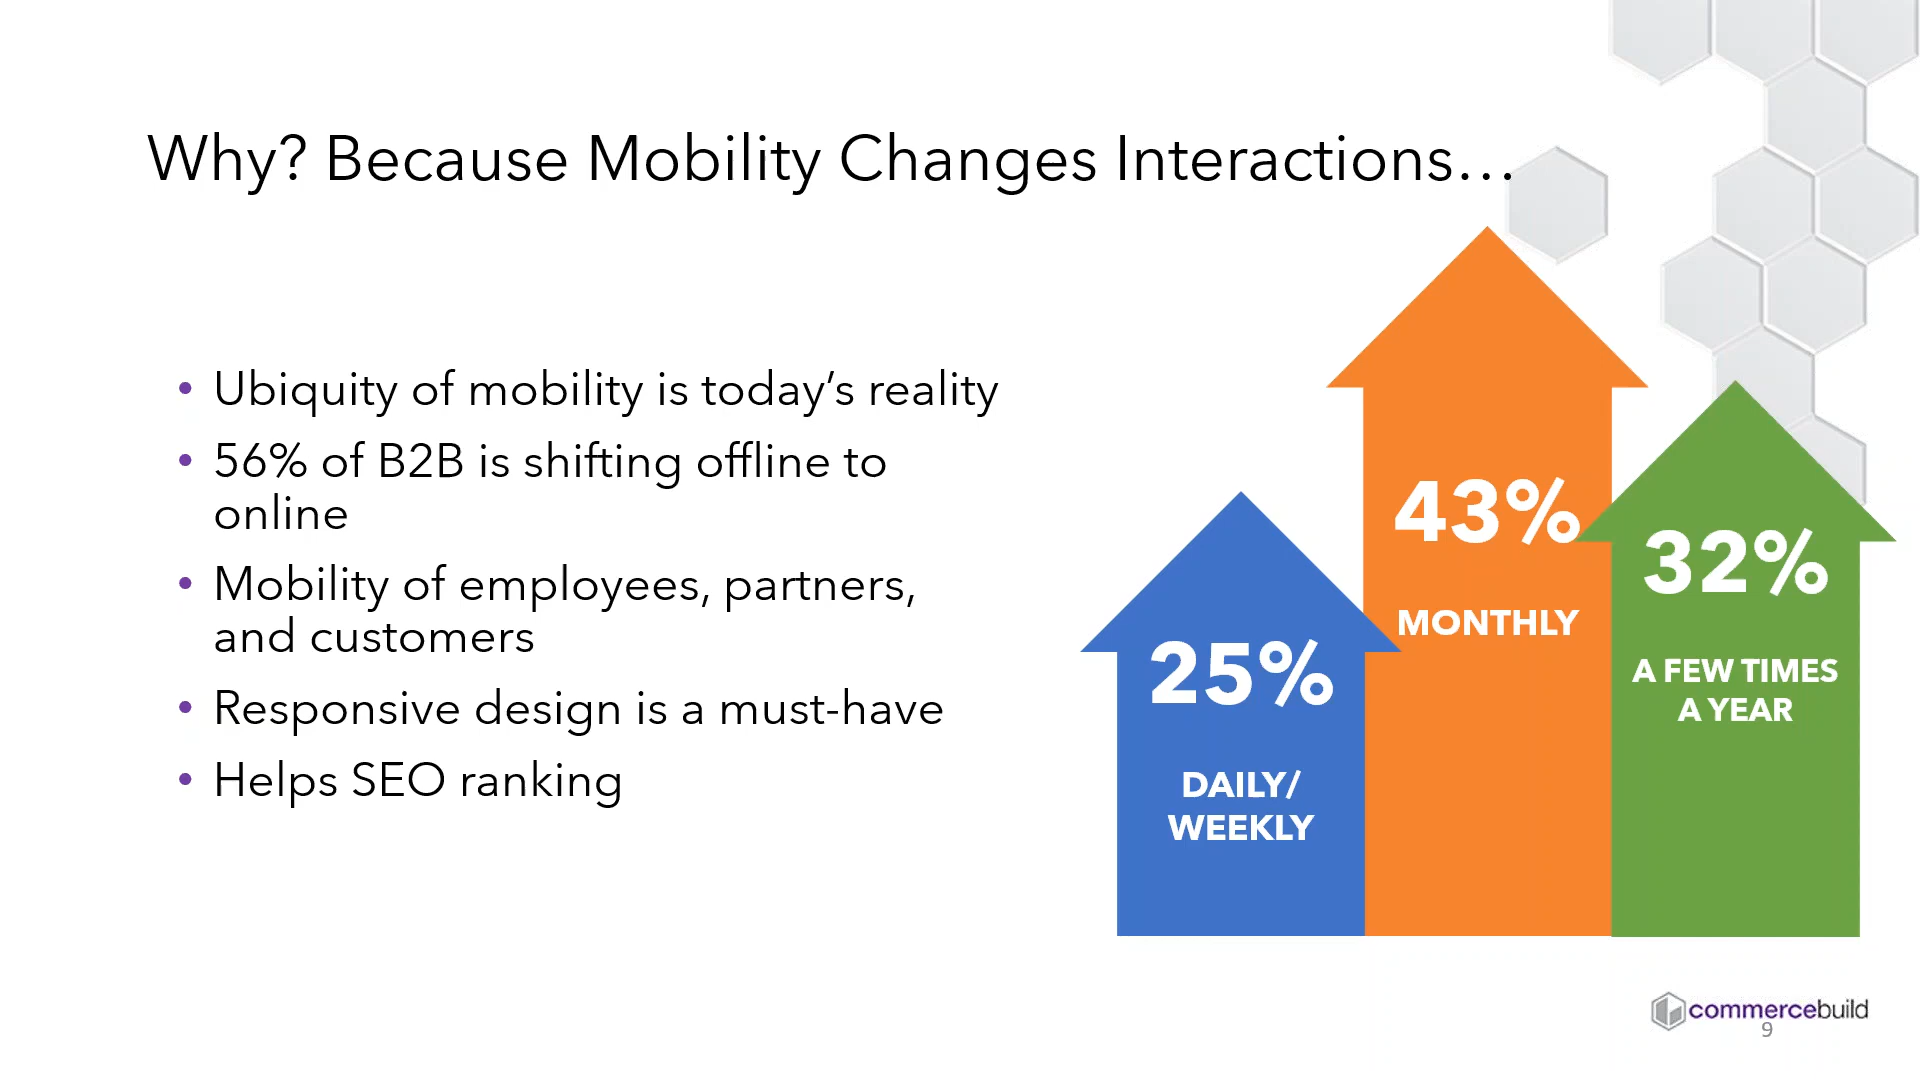 Why? Because Mobility Changes Interactions…
• Ubiquity of mobility is today’s reality
• 56% of B2B is shifting offline to
online
• Mobility of employees, partners,
and customers
• Responsive design is a must-have
• Helps SEO ranking
25%
DAILY/
WEEKLY
43%
MONTHLY
32%
A FEW TIMES
A YEAR
commercebuild
9